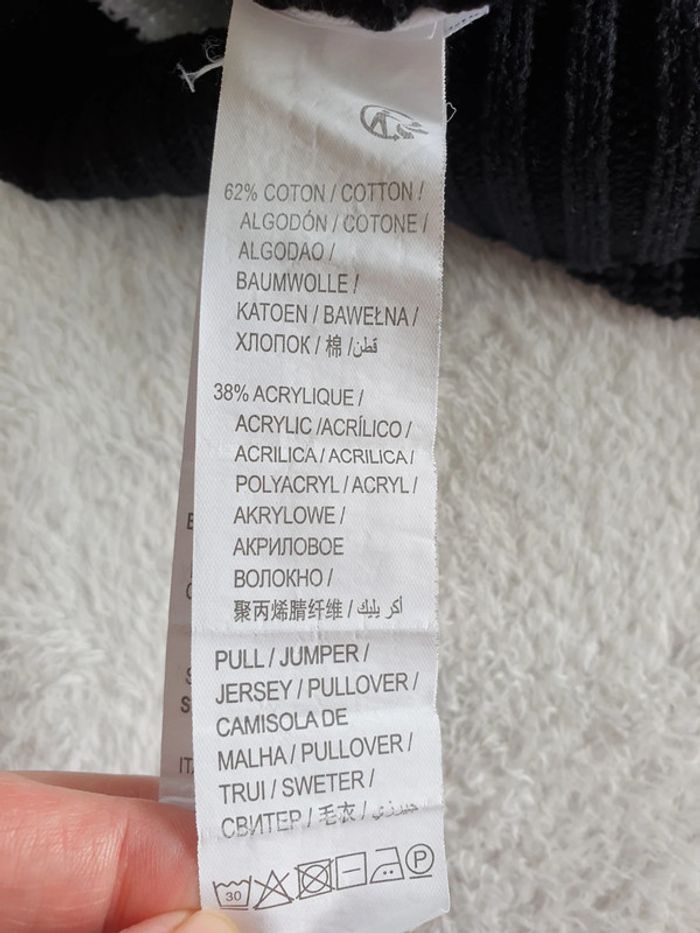 62% COTON / COTTON /
ALGODÓN / COTONE /
ALGODAO /
BAUMWOLLE /
KATOEN / BAWEŁNA /
ХЛОПОК / 棉 / قطن
38% ACRYLIQUE /
ACRYLIC /ACRÍLICO /
ACRILICA / ACRILICA /
POLYACRYL / ACRYL /
AKRYLOWE /
АКРИЛОВОЕ
ВОЛОКНО /
聚丙烯腈纤维 / أكريليك
PULL / JUMPER /
JERSEY / PULLOVER /
CAMISOLA DE
MALHA / PULLOVER /
TRUI / SWETER /
СВИТЕР / 毛衣 /
30
P